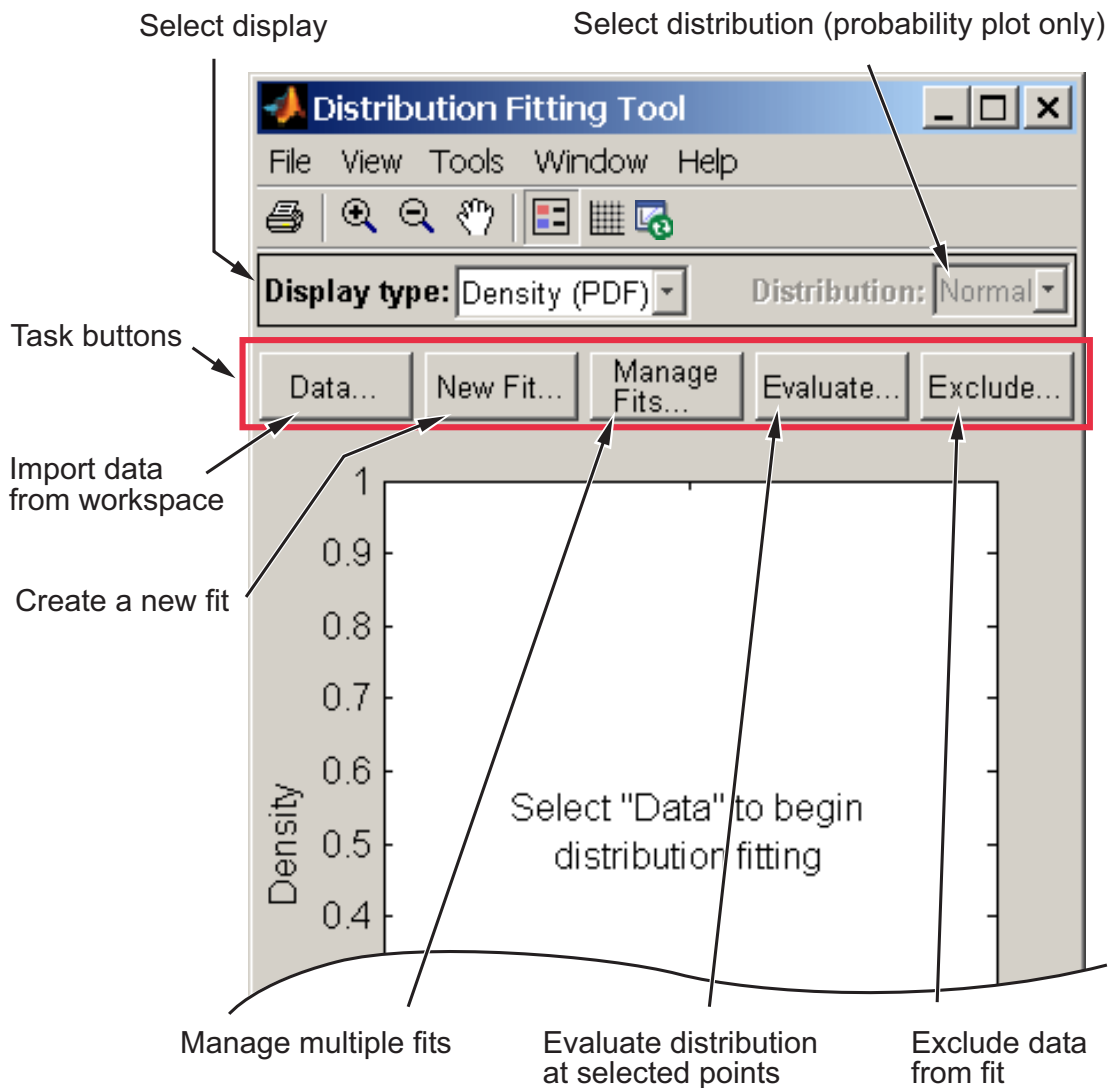 Select display
Select distribution (probability plot only)
Distribution Fitting Tool
File View Tools Window Help
Display type: Density (PDF) Distribution: Normal
Task buttons
Data... New Fit... Manage Fits... Evaluate... Exclude...
Import data
from workspace
Create a new fit
1
0.9
0.8
0.7
0.6
0.5
0.4
Density
Select "Data" to begin
distribution fitting
Manage multiple fits
Evaluate distribution
at selected points
Exclude data
from fit